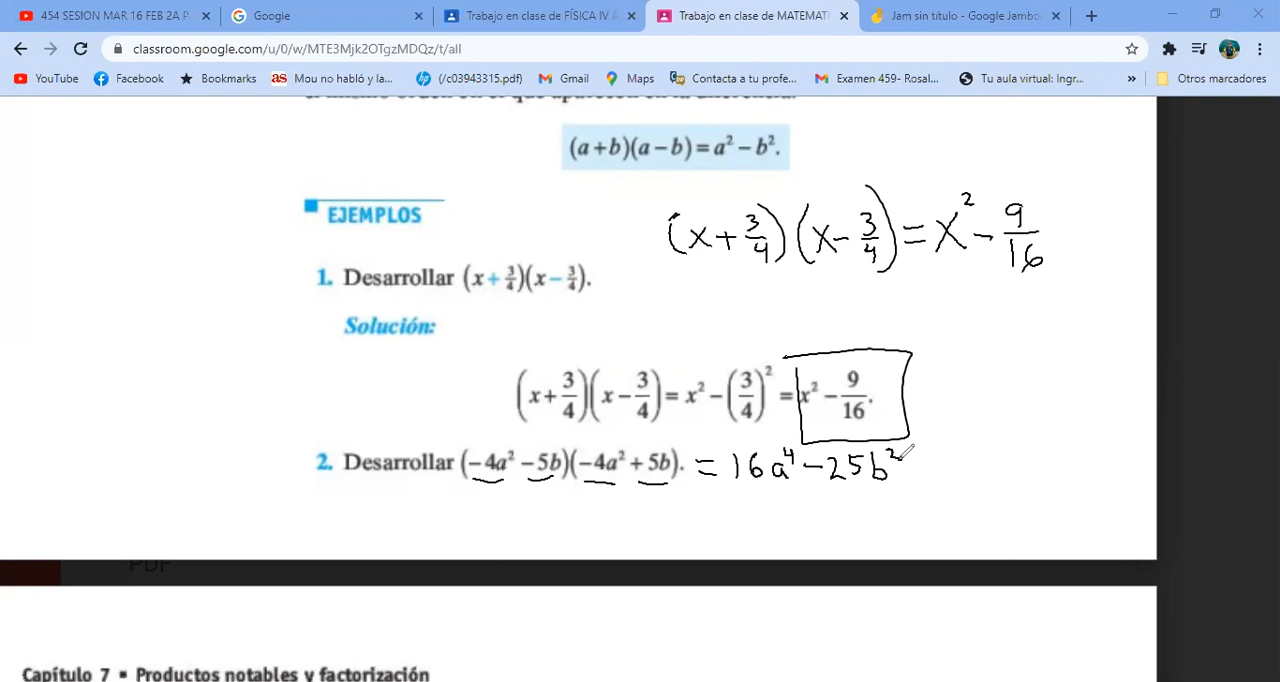 454 SESION MAR 16 FEB 2A P
Google
Trabajo en clase de FÍSICA IV Á
Trabajo en clase de MATEMATI
Jam sin título - Google Jambo
classroom.google.com/u/0/w/MTE3Mjk2OTgzMDQz/t/all
YouTube Facebook Bookmarks Mou no habló y la... (/c03943315.pdf) Gmail Maps Contacta a tu profe... Examen 459- Rosal... Tu aula virtual: Ingr... » Otros marcadores
(a+b)(a−b)=a²−b².
EJEMPLOS
(x+3/4)(x−3/4)=x²−9/16
1. Desarrollar (x+3/4)(x−3/4).
Solución:
(x+3/4)(x−3/4)=x²−(3/4)²=x²−9/16.
2. Desarrollar (−4a²−5b)(−4a²+5b). =16a⁴−25b²
PDF
Capítulo 7 ▪ Productos notables y factorización